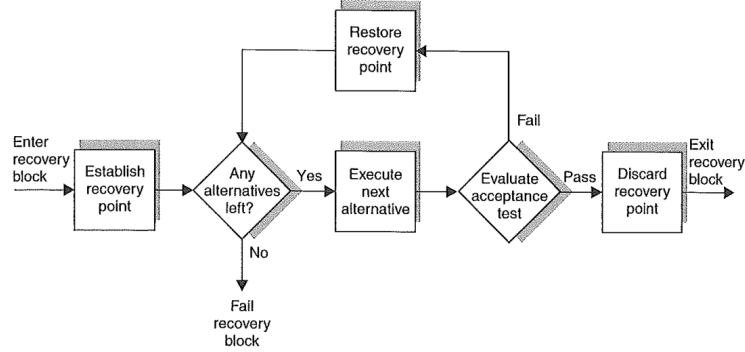 Restore
recovery
point
Fail
Enter
recovery
block
Establish
recovery
point
Any
alternatives
left?
Yes
Execute
next
alternative
Evaluate
acceptance
test
Pass
Discard
recovery
point
Exit
recovery
block
No
Fail
recovery
block